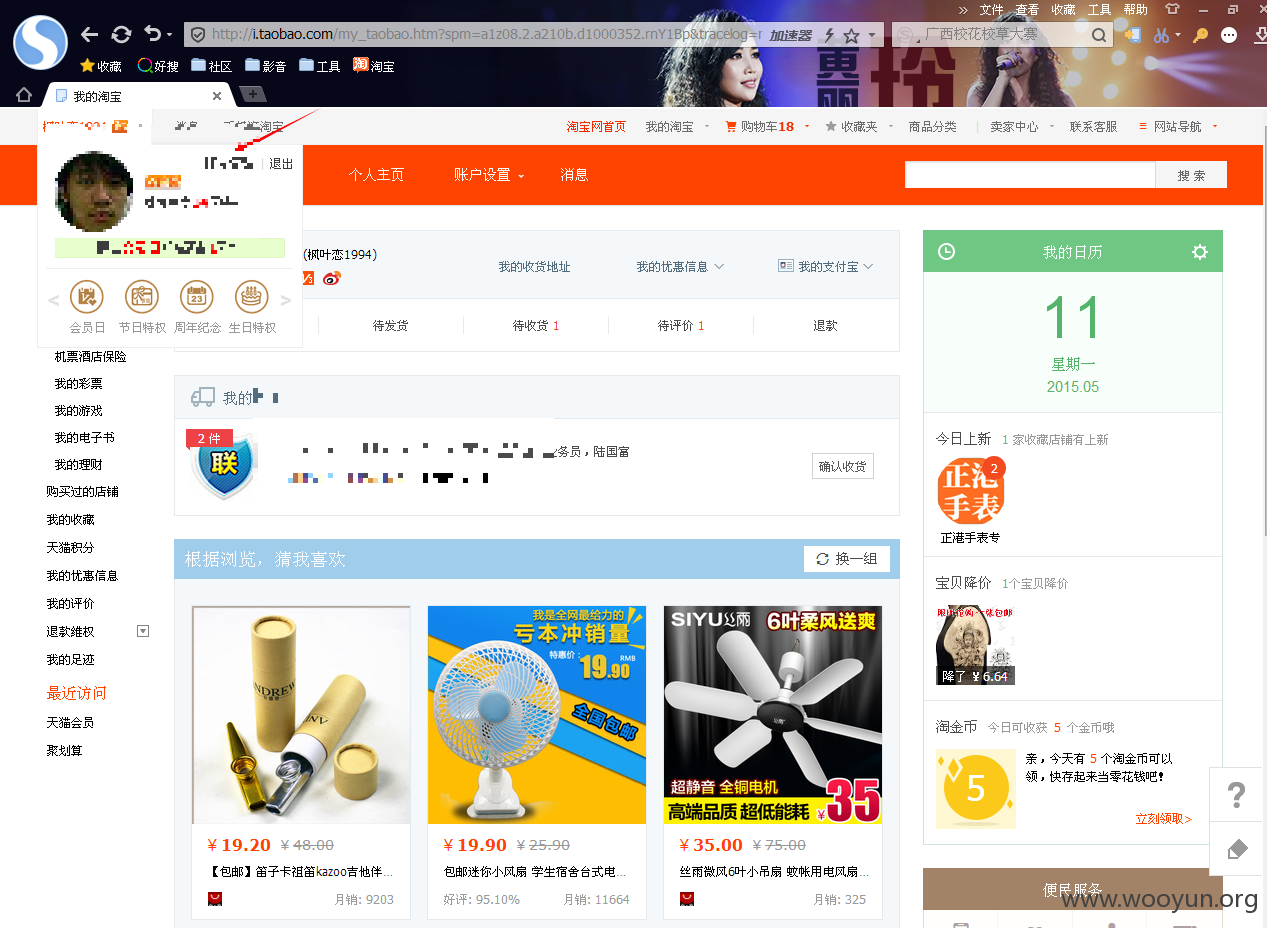 » 文件 查看 收藏 工具 帮助
http://i.taobao.com/my_taobao.htm?spm=a1z08.2.a210b.d1000352.rnY1Bp&tracelog=r 加速器
广西校花校草大赛
收藏 好搜 社区 影音 工具 淘宝
我的淘宝
淘宝网首页 我的淘宝 购物车18 收藏夹 商品分类 卖家中心 联系客服 网站导航
退出
个人主页 账户设置 消息 搜 索
(枫叶恋1994)
我的收货地址 我的优惠信息 我的支付宝
会员日 节日特权 周年纪念 生日特权
待发货 待收货 1 待评价 1 退款
机票酒店保险
我的彩票
我的游戏
我的电子书
我的理财
购买过的店铺
我的收藏
天猫积分
我的优惠信息
我的评价
退款维权
我的足迹
最近访问
天猫会员
聚划算
我的
2 件
联
务员，陆国富
确认收货
根据浏览，猜我喜欢 换一组
我是全网最给力的
亏本冲销量
特惠价： 19.90 RMB
全国包邮
SIYU 丝丽 6叶柔风送爽
超静音 全铜电机
高端品质 超低能耗 ¥35
¥ 19.20 ¥ 48.00
【包邮】笛子卡祖笛kazoo吉他伴...
月销: 9203
¥ 19.90 ¥ 25.90
包邮迷你小风扇 学生宿舍台式电...
好评: 95.10% 月销: 11664
¥ 35.00 ¥ 75.00
丝雨微风6叶小吊扇 蚊帐用电风扇...
月销: 325
我的日历
11
星期一
2015.05
今日上新 1 家收藏店铺有上新
正港手表
2
正港手表专
宝贝降价 1个宝贝降价
降了 ¥ 6.64
淘金币 今日可收获 5 个金币哦
5
亲，今天有 5 个淘金币可以
领，快存起来当零花钱吧!
立刻领取>
?
便民服务
www.wooyun.org